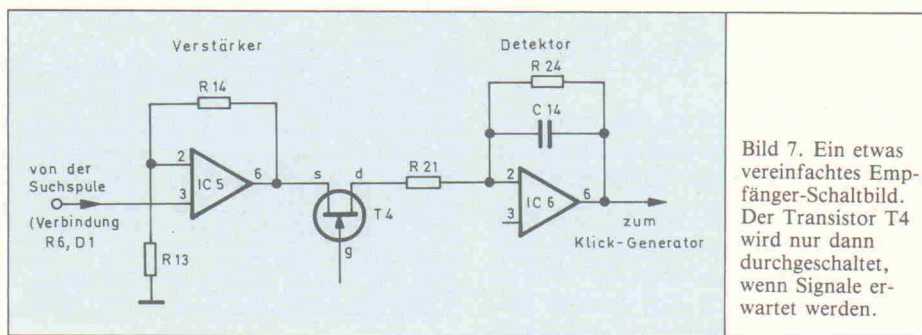 Verstärker
Detektor
R 14
R 24
C 14
von der
Suchspule
(Verbindung
R6, D1
2
3
IC 5
6
s
d
g
T4
R 21
2
3
IC 6
6
zum
Klick-Generator
R 13
Bild 7. Ein etwas
vereinfachtes Emp-
fänger-Schaltbild.
Der Transistor T4
wird nur dann
durchgeschaltet,
wenn Signale er-
wartet werden.